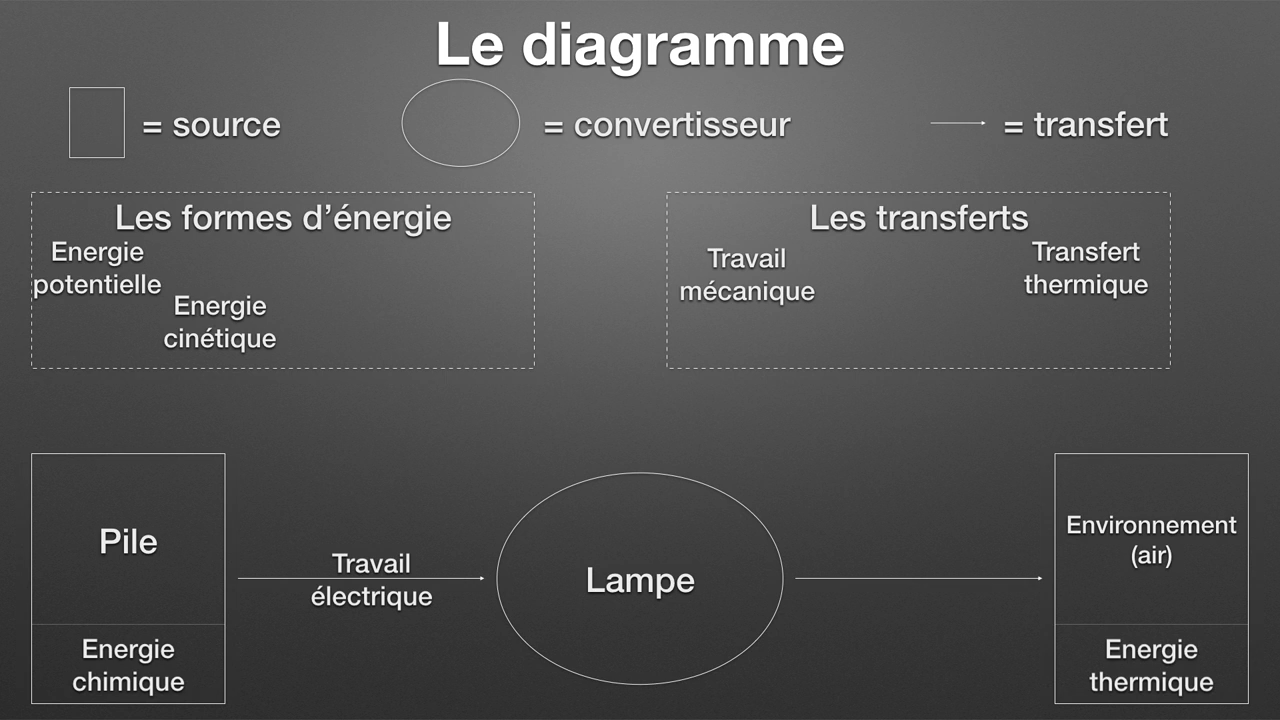 Le diagramme
= source
= convertisseur
= transfert
Les formes d’énergie
Energie
potentielle
Energie
cinétique
Les transferts
Travail
mécanique
Transfert
thermique
Pile
Energie
chimique
Travail
électrique
Lampe
Environnement
(air)
Energie
thermique